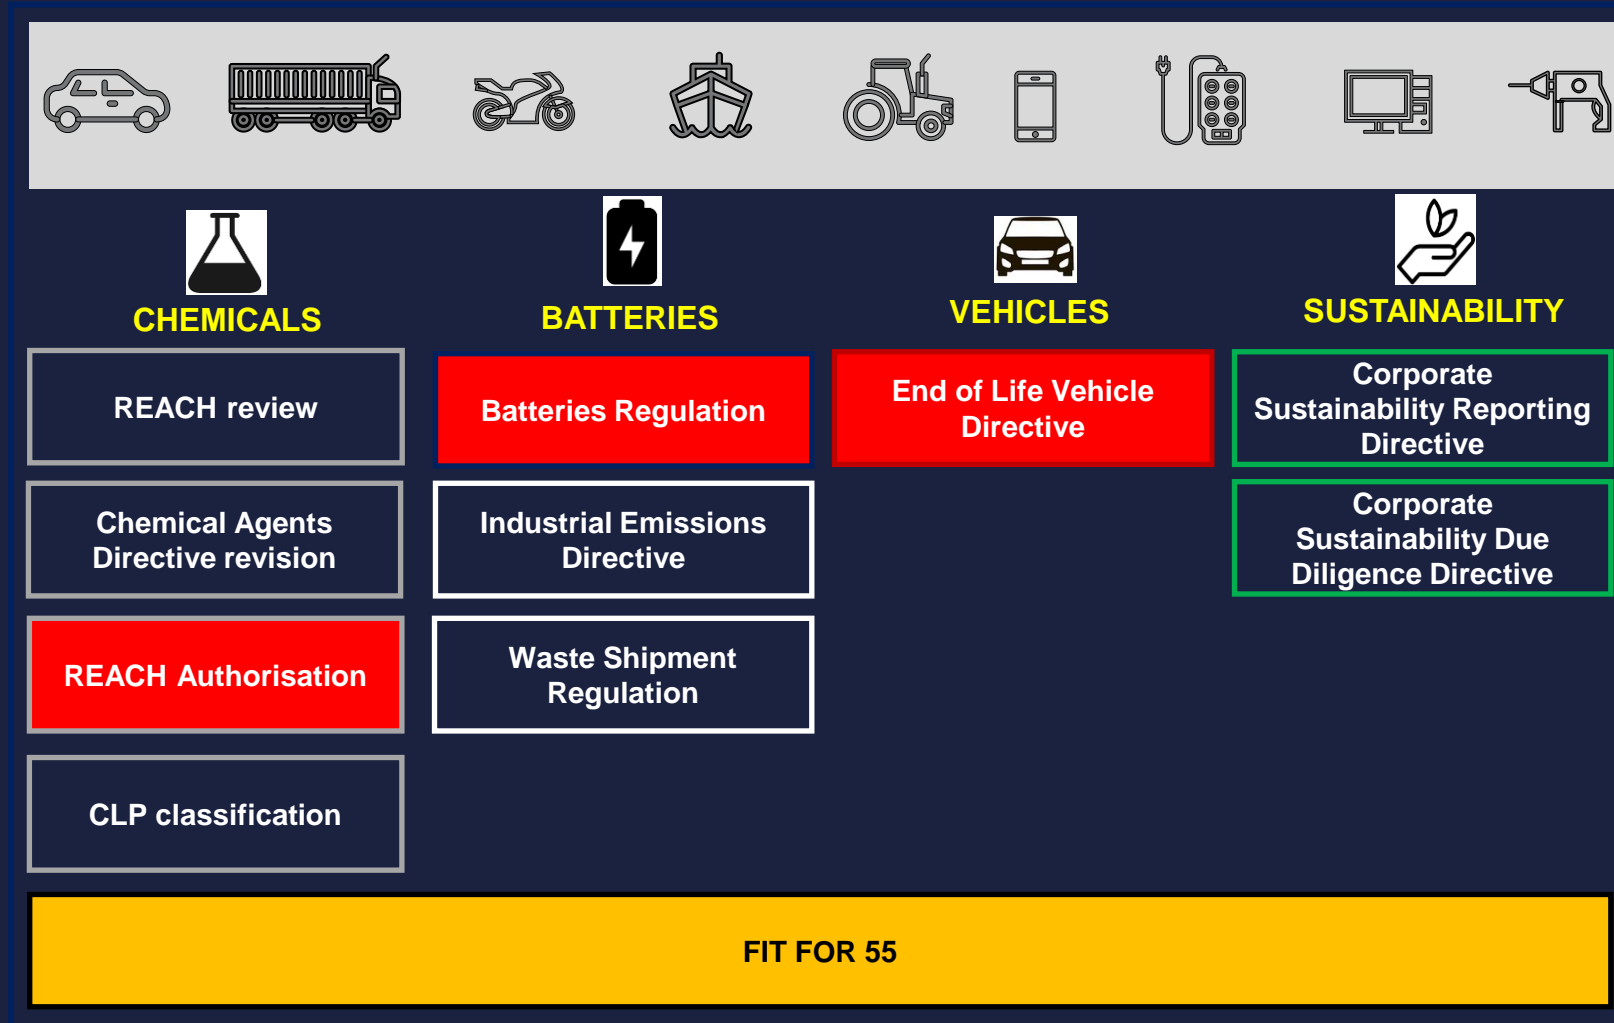 CHEMICALS
BATTERIES
VEHICLES
SUSTAINABILITY
REACH review
Chemical Agents
Directive revision
REACH Authorisation
CLP classification
Batteries Regulation
Industrial Emissions
Directive
Waste Shipment
Regulation
End of Life Vehicle
Directive
Corporate
Sustainability Reporting
Directive
Corporate
Sustainability Due
Diligence Directive
FIT FOR 55